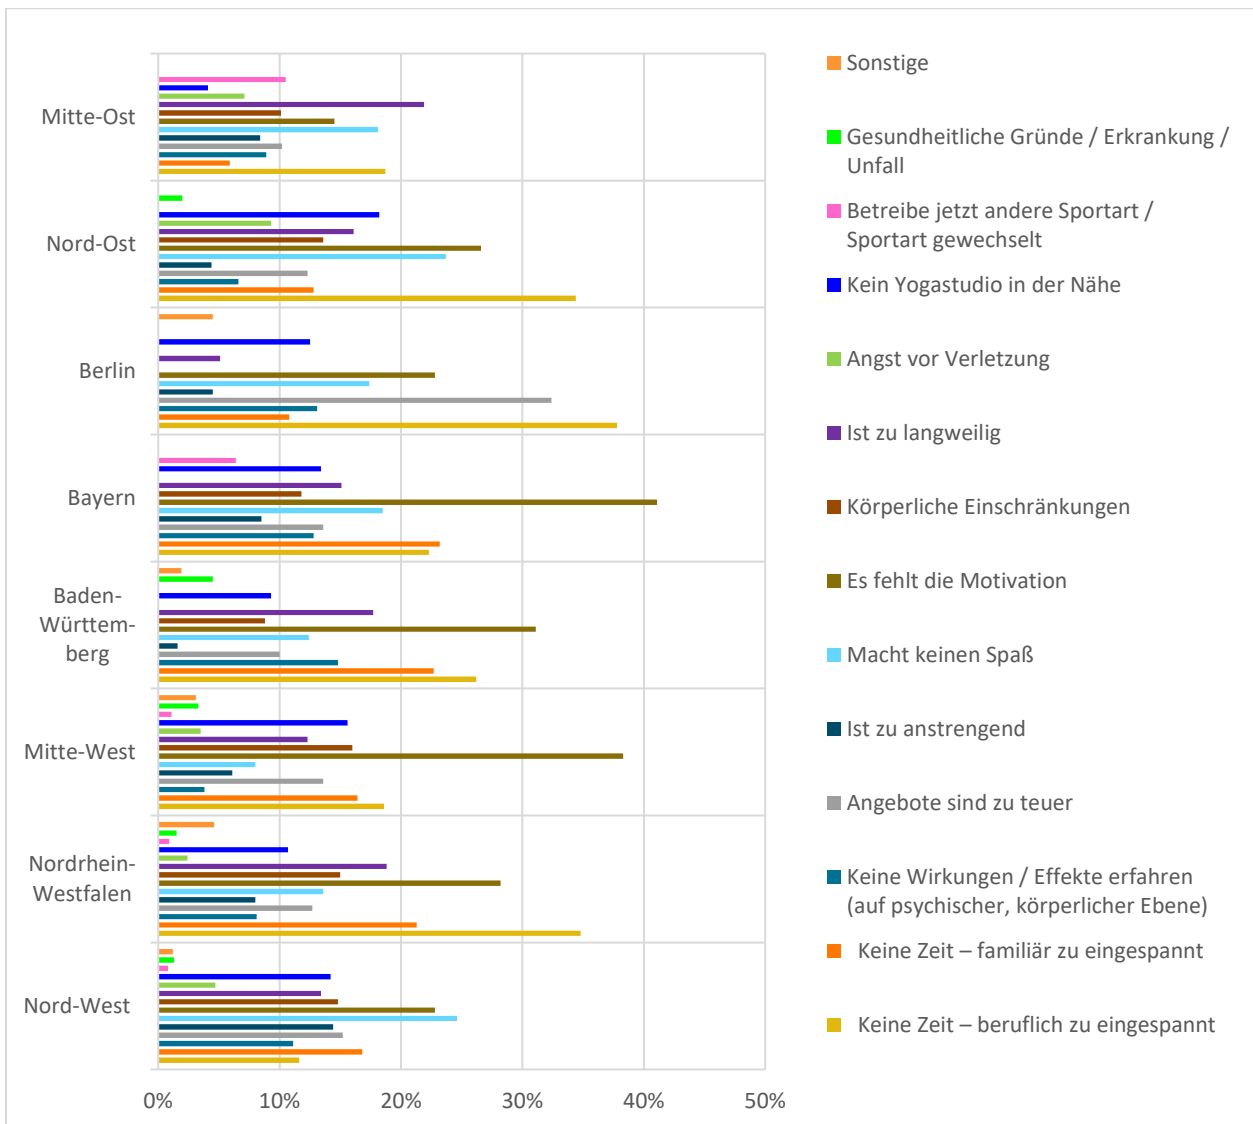 Mitte-Ost
Nord-Ost
Berlin
Bayern
Baden-
Württem-
berg
Mitte-West
Nordrhein-
Westfalen
Nord-West
0%
10%
20%
30%
40%
50%
Sonstige
Gesundheitliche Gründe / Erkrankung /
Unfall
Betreibe jetzt andere Sportart /
Sportart gewechselt
Kein Yogastudio in der Nähe
Angst vor Verletzung
Ist zu langweilig
Körperliche Einschränkungen
Es fehlt die Motivation
Macht keinen Spaß
Ist zu anstrengend
Angebote sind zu teuer
Keine Wirkungen / Effekte erfahren
(auf psychischer, körperlicher Ebene)
Keine Zeit – familiär zu eingespannt
Keine Zeit – beruflich zu eingespannt